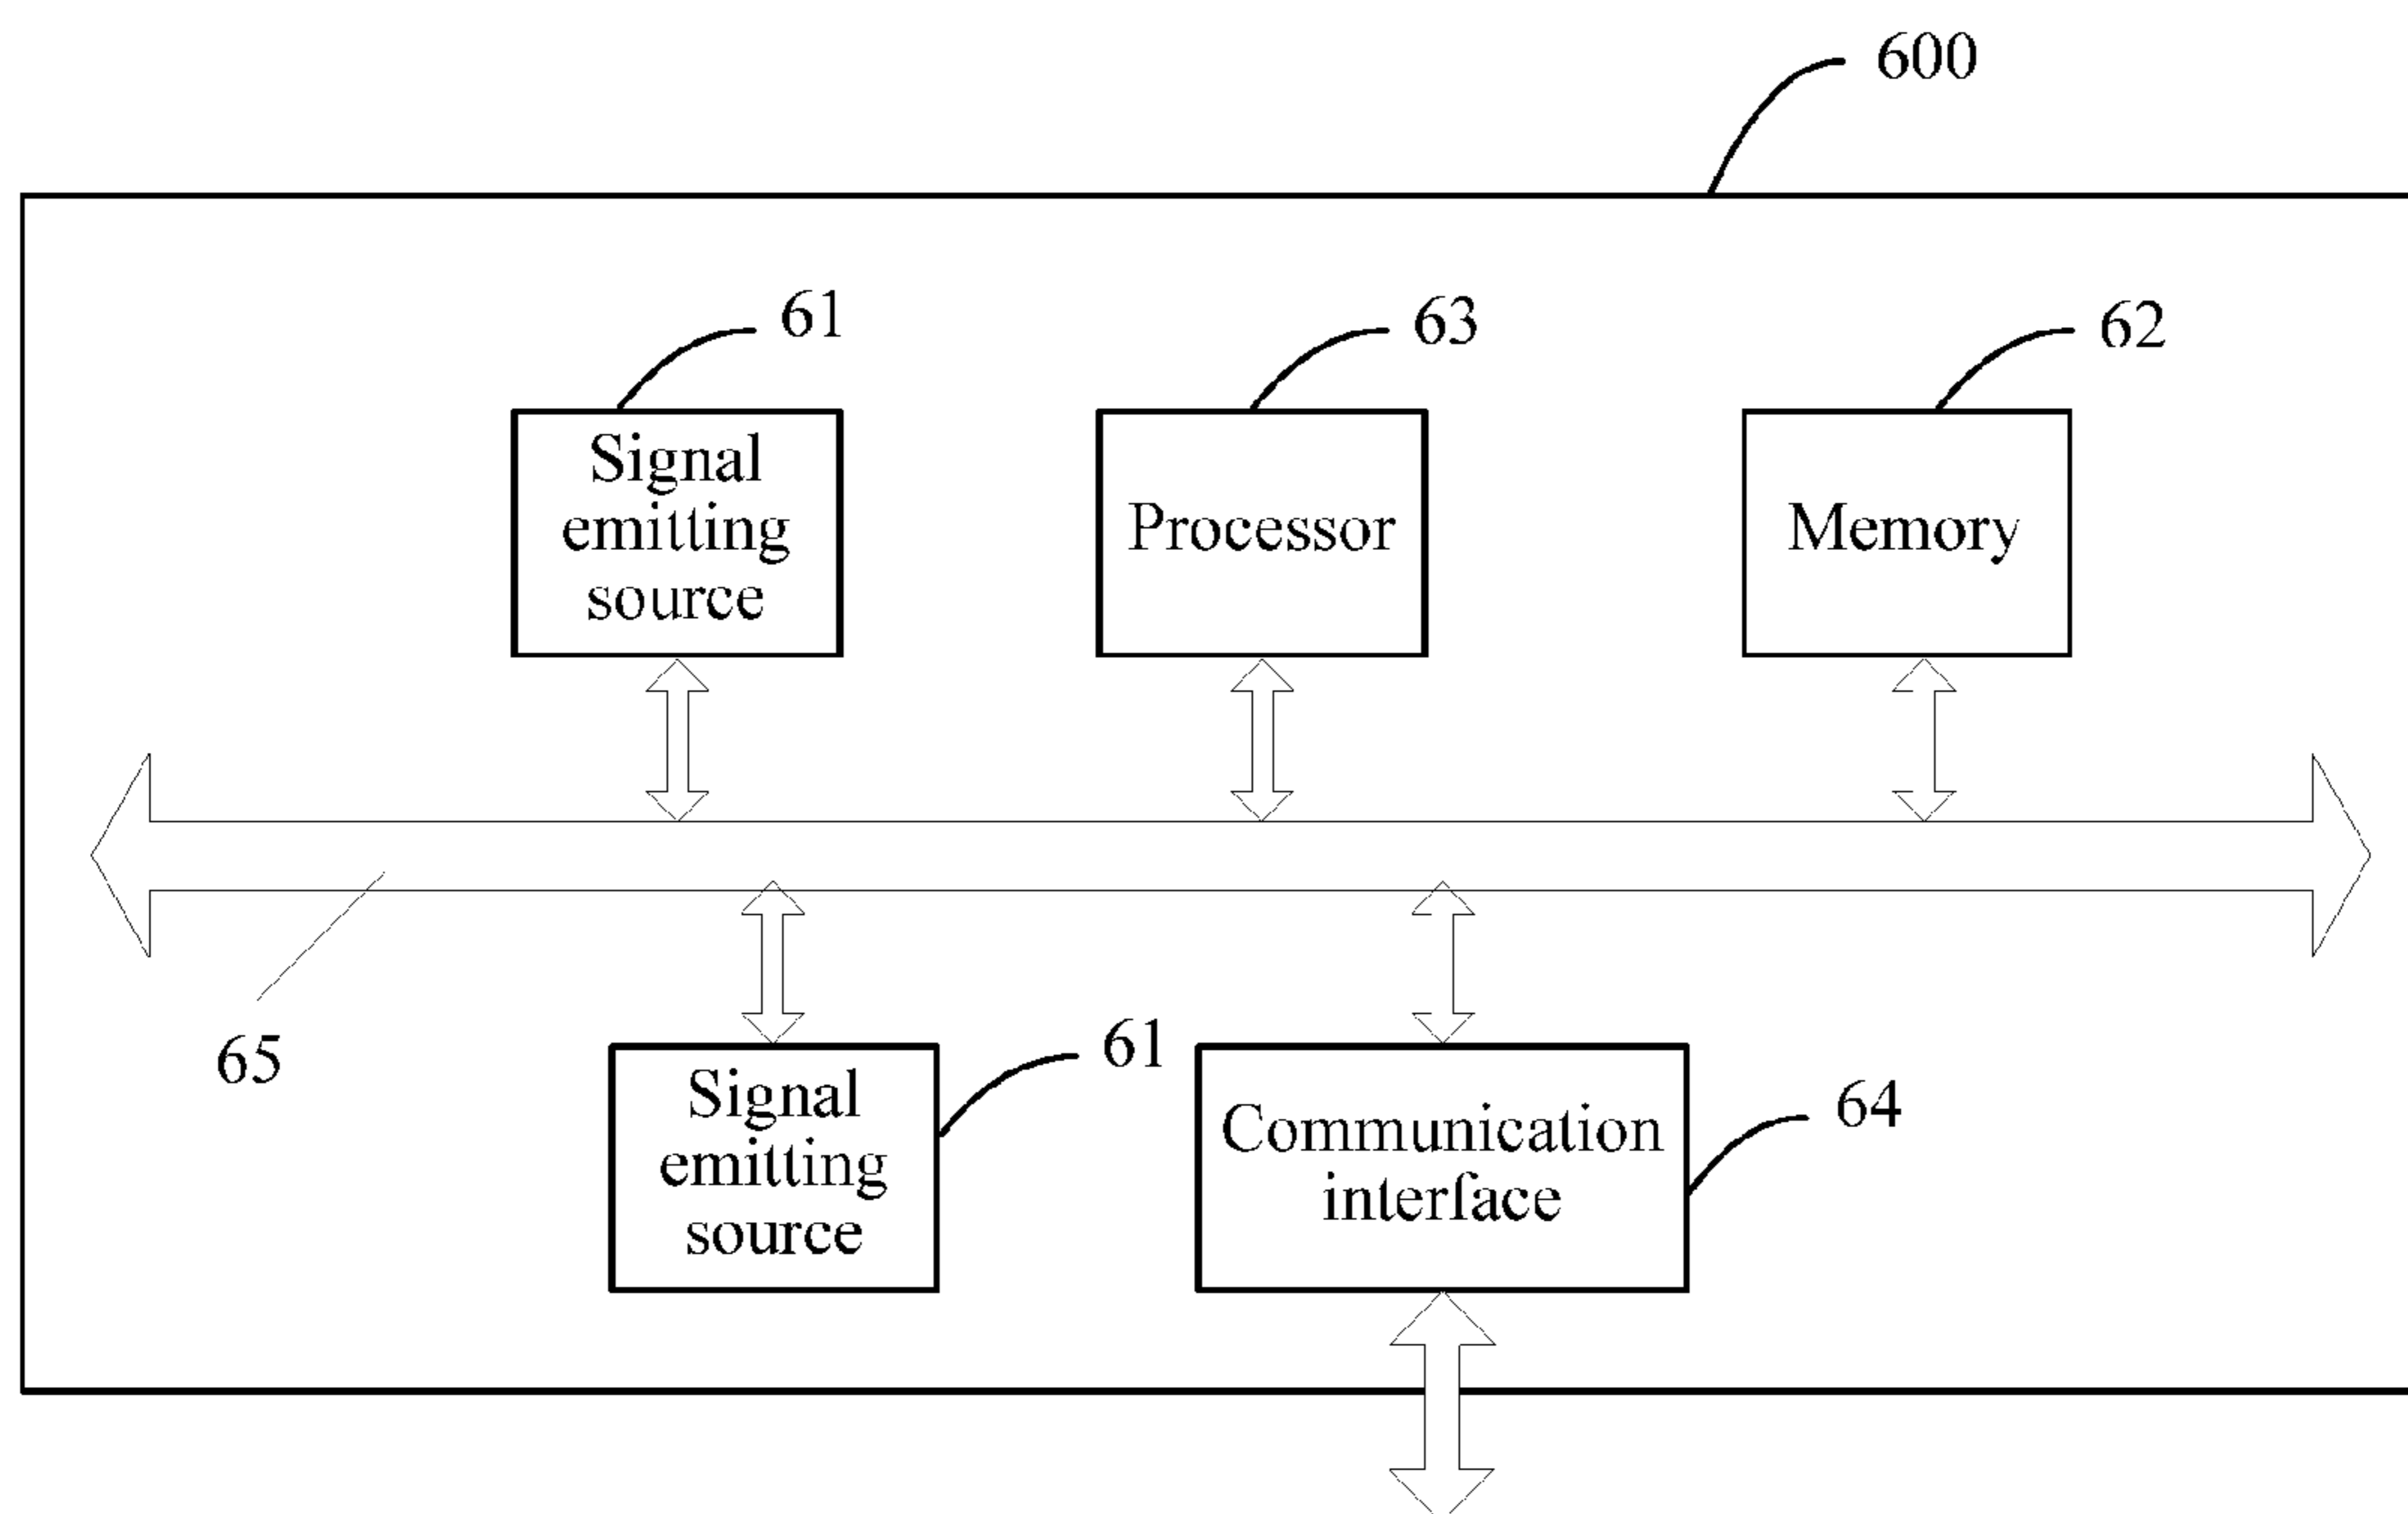 600
61
63
62
Signal
emitting
source
Processor
Memory
65
61
64
Signal
emitting
source
Communication
interface